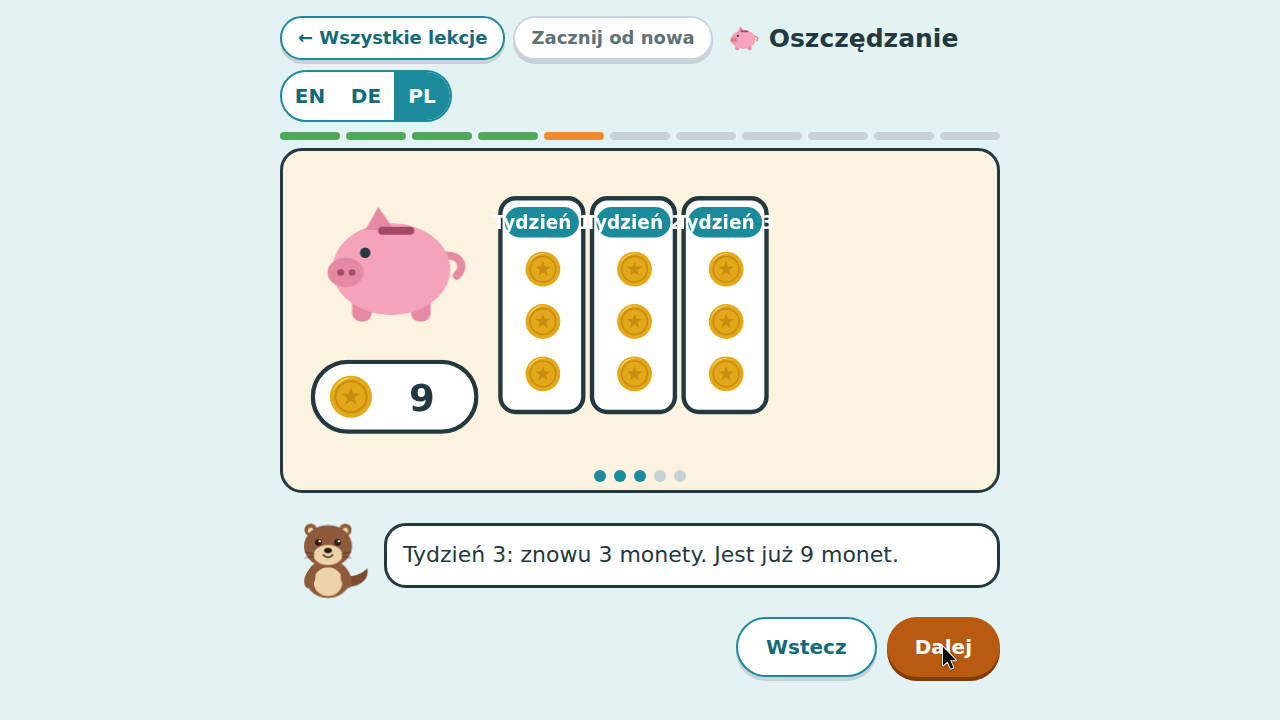 ← Wszystkie lekcje
Zacznij od nowa
Oszczędzanie
EN DE PL
Tydzień 1 Tydzień 2 Tydzień 3
9
Tydzień 3: znowu 3 monety. Jest już 9 monet.
Wstecz
Dalej